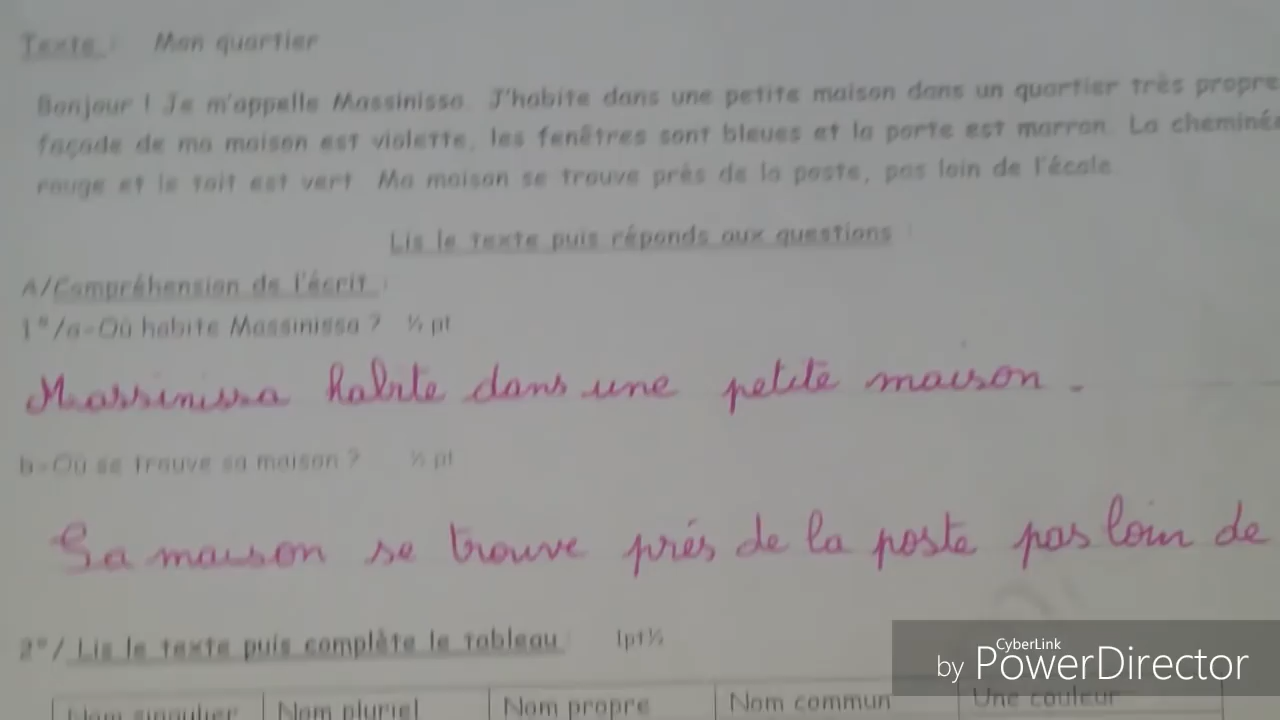 Texte : Mon quartier
Bonjour ! Je m'appelle Massinissa. J'habite dans une petite maison dans un quartier très propre
façade de ma maison est violette, les fenêtres sont bleues et la porte est marron. La cheminée
rouge et le toit est vert. Ma maison se trouve près de la poste, pas loin de l'école.
Lis le texte puis réponds aux questions :
A/Compréhension de l'écrit :
1°/a-Où habite Massinissa ? ½ pt
Massinissa habite dans une petite maison.
b-Où se trouve sa maison ? ½ pt
Sa maison se trouve prés de la poste pas loin de
2°/ Lis le texte puis complète le tableau 1pt½
Nom singulier Nom pluriel Nom propre Nom commun Une couleur
CyberLink
by PowerDirector